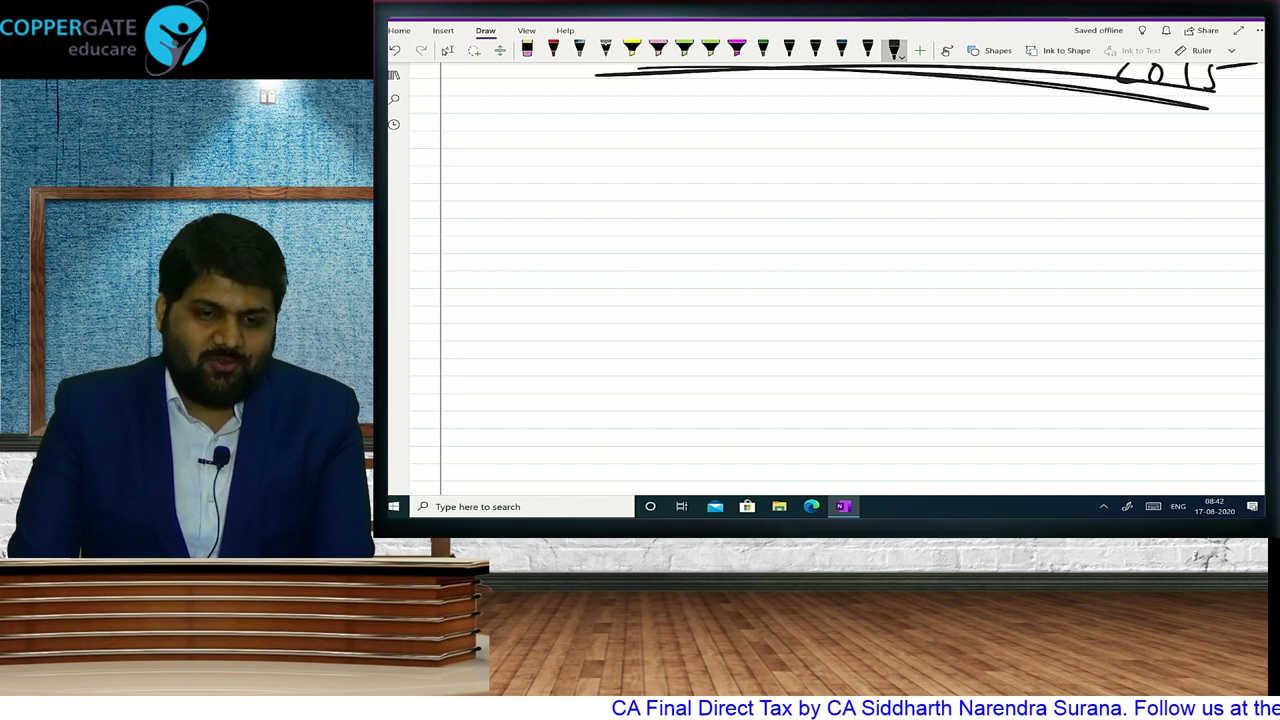 COPPERGATE
educare
Home Insert Draw View Help
Saved offline Share
Shapes Ink to Shape Ink to Text Ruler
Type here to search
ENG
08:42
17-08-2020
CA Final Direct Tax by CA Siddharth Narendra Surana. Follow us at the